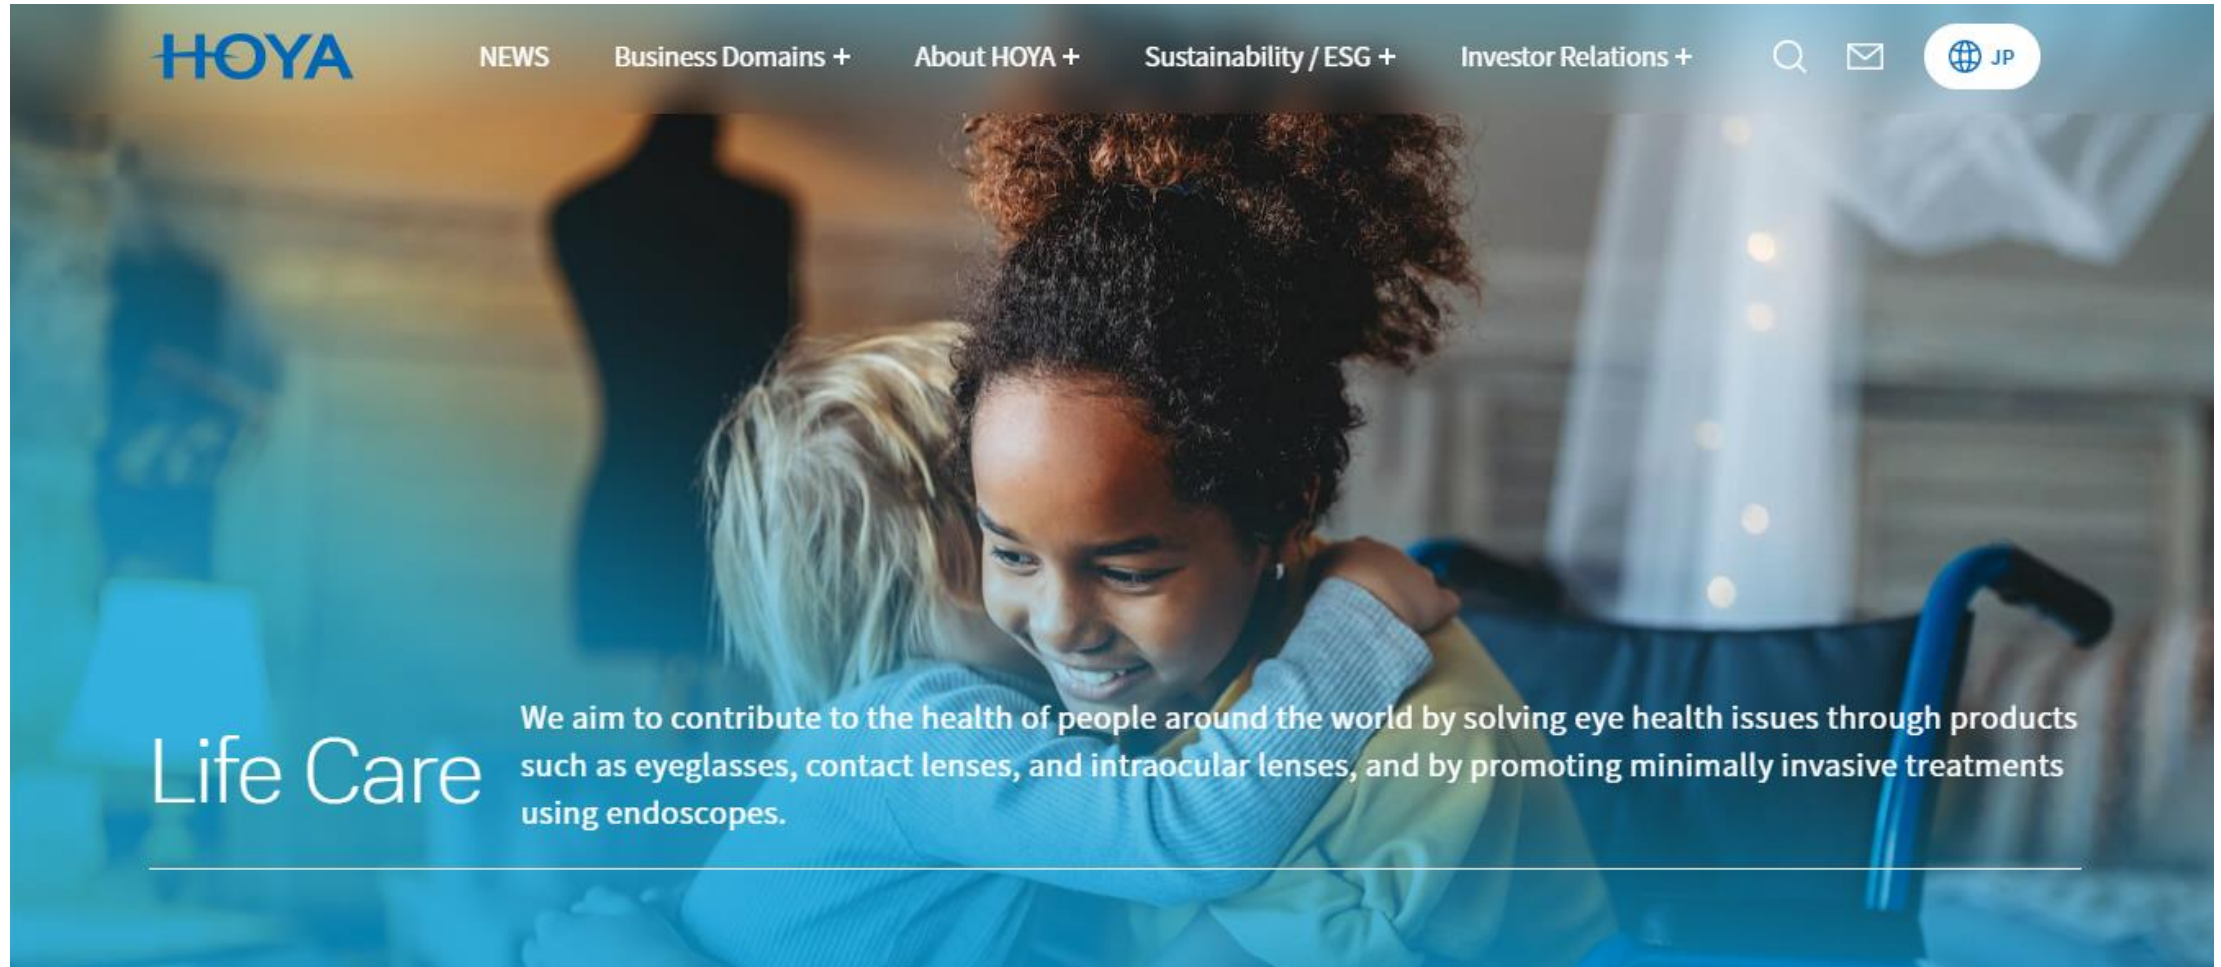 HOYA
NEWS
Business Domains +
About HOYA +
Sustainability / ESG +
Investor Relations +
JP
Life Care
We aim to contribute to the health of people around the world by solving eye health issues through products
such as eyeglasses, contact lenses, and intraocular lenses, and by promoting minimally invasive treatments
using endoscopes.